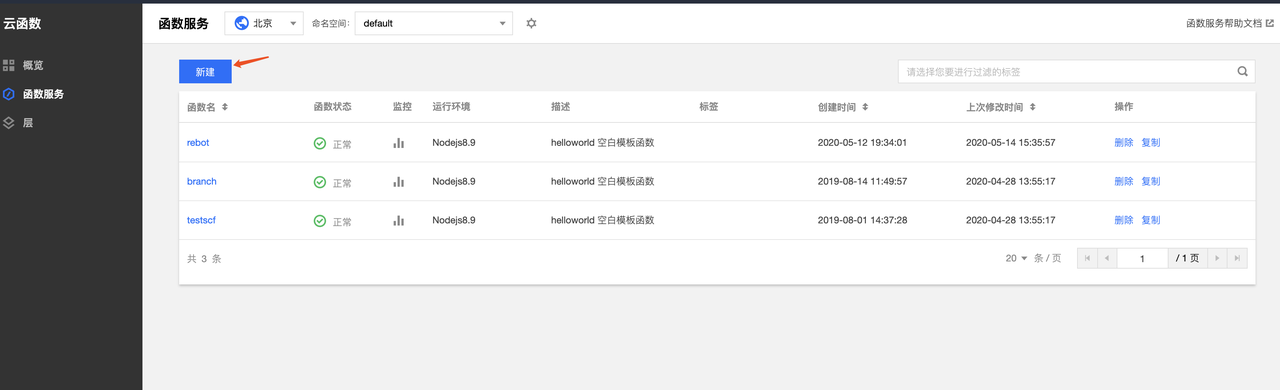 云函数
函数服务 北京 命名空间: default 函数服务帮助文档
概览
函数服务
层
新建 请选择您要进行过滤的标签
函数名 函数状态 监控 运行环境 描述 标签 创建时间 上次修改时间 操作
rebot 正常 Nodejs8.9 helloworld 空白模板函数 2020-05-12 19:34:01 2020-05-14 15:35:57 删除 复制
branch 正常 Nodejs8.9 helloworld 空白模板函数 2019-08-14 11:49:57 2020-04-28 13:55:17 删除 复制
testscf 正常 Nodejs8.9 helloworld 空白模板函数 2019-08-01 14:37:28 2020-04-28 13:55:17 删除 复制
共 3 条 20 条 / 页 1 / 1 页